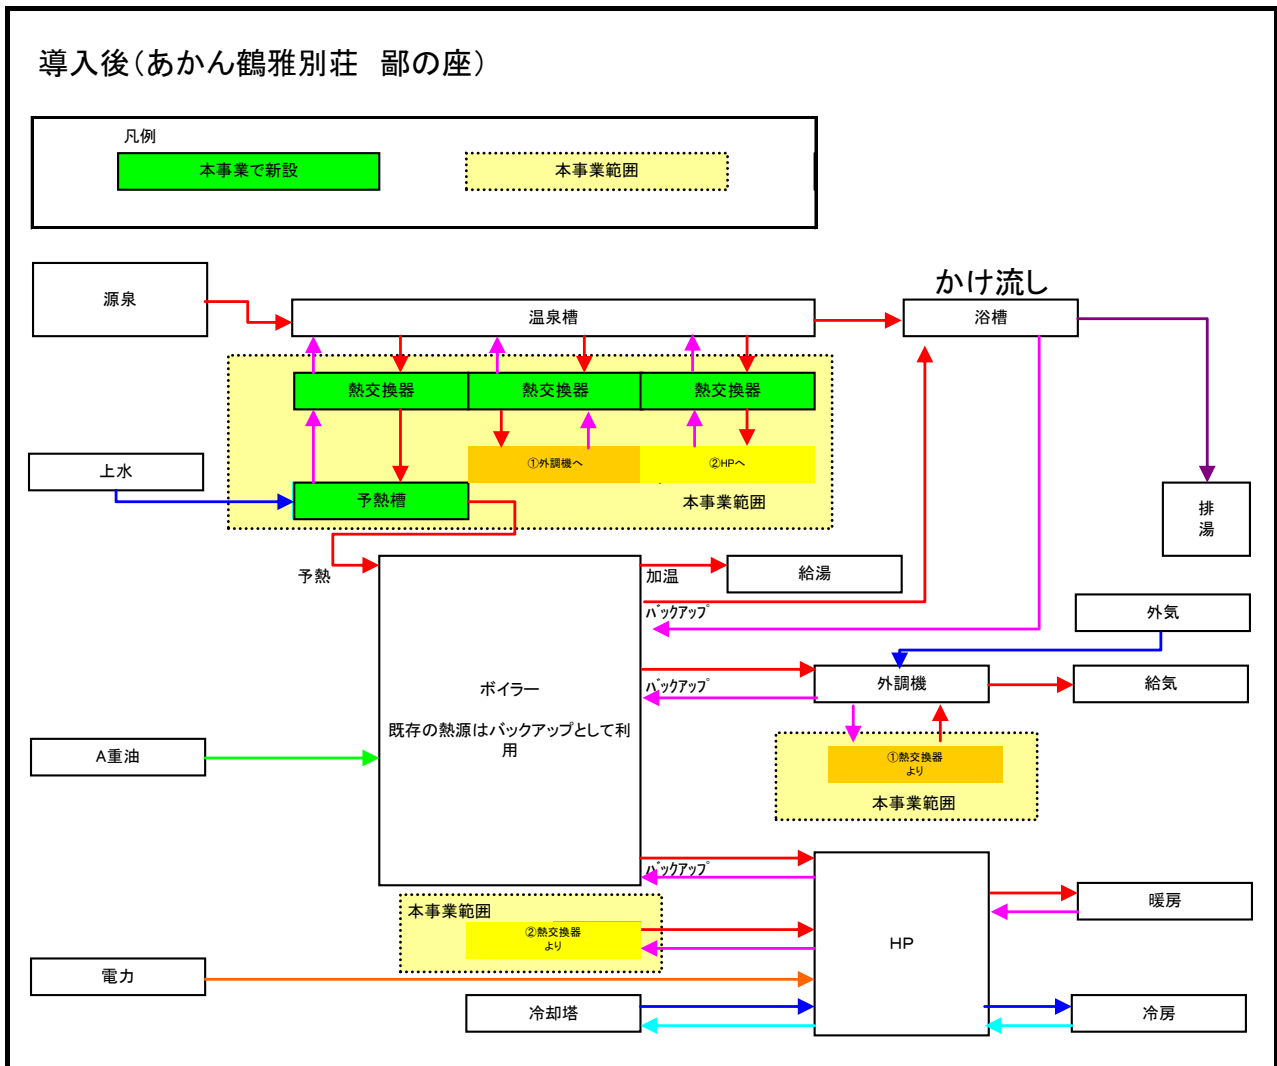 導入後(あかん鶴雅別荘　鄙の座)
凡例
本事業で新設
本事業範囲
源泉
温泉槽
かけ流し
浴槽
熱交換器
熱交換器
熱交換器
上水
①外調機へ
②HPへ
予熱槽
本事業範囲
排
湯
予熱
加温
給湯
バックアップ
外気
ボイラー
既存の熱源はバックアップとして利
用
バックアップ
外調機
給気
A重油
①熱交換器
より
本事業範囲
バックアップ
本事業範囲
②熱交換器
より
HP
暖房
電力
冷却塔
冷房